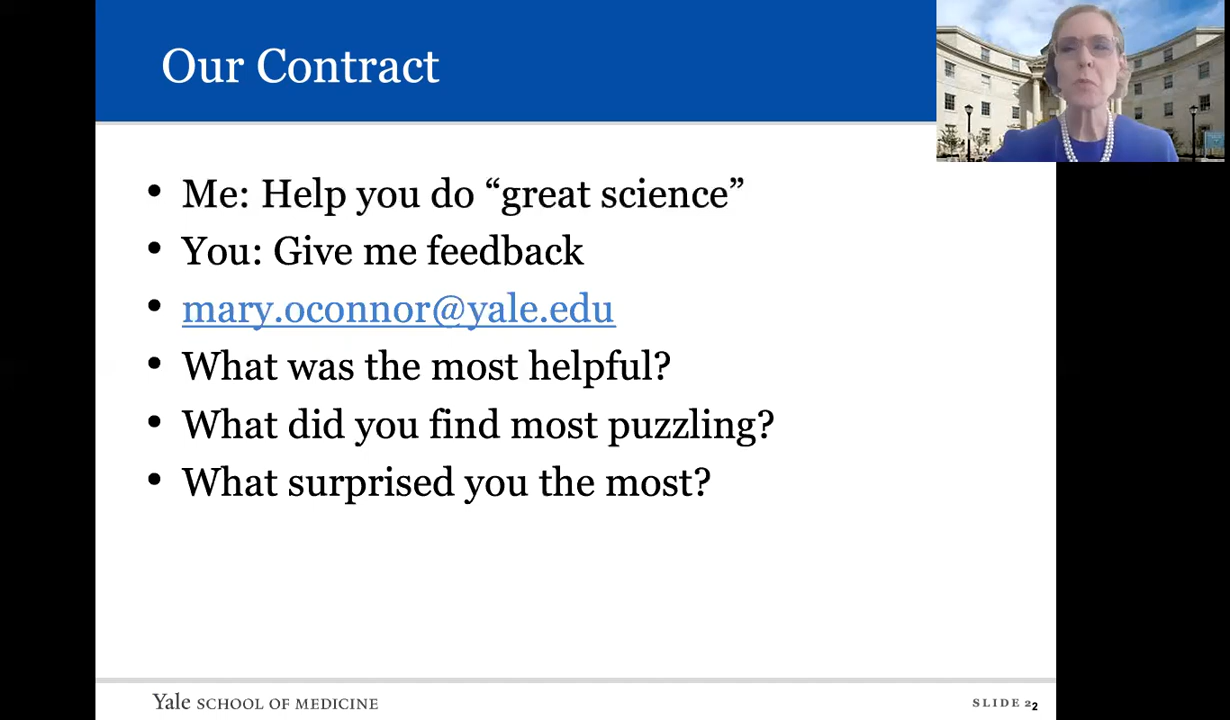 Our Contract
• Me: Help you do “great science”
• You: Give me feedback
• mary.oconnor@yale.edu
• What was the most helpful?
• What did you find most puzzling?
• What surprised you the most?
Yale SCHOOL OF MEDICINE
SLIDE 22